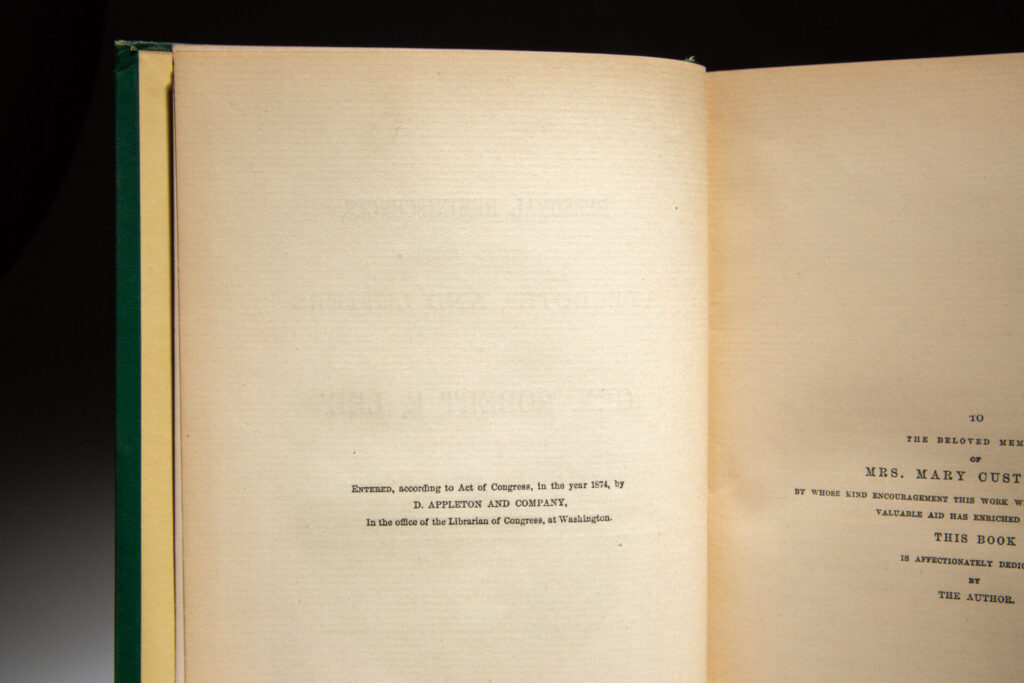 ENTERED, according to Act of Congress, in the year 1874, by
D. APPLETON AND COMPANY,
In the office of the Librarian of Congress, at Washington.
TO
THE BELOVED MEM
OF
MRS. MARY CUST
BY WHOSE KIND ENCOURAGEMENT THIS WORK W
VALUABLE AID HAS ENRICHED
THIS BOOK
IS AFFECTIONATELY DEDIC
BY
THE AUTHOR.